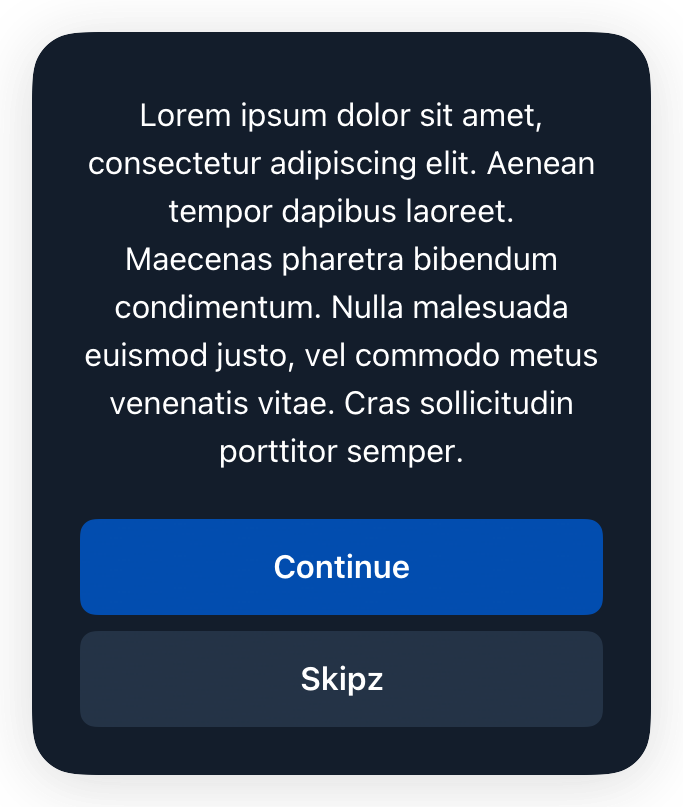 Lorem ipsum dolor sit amet,
consectetur adipiscing elit. Aenean
tempor dapibus laoreet.
Maecenas pharetra bibendum
condimentum. Nulla malesuada
euismod justo, vel commodo metus
venenatis vitae. Cras sollicitudin
porttitor semper.
Continue
Skipz